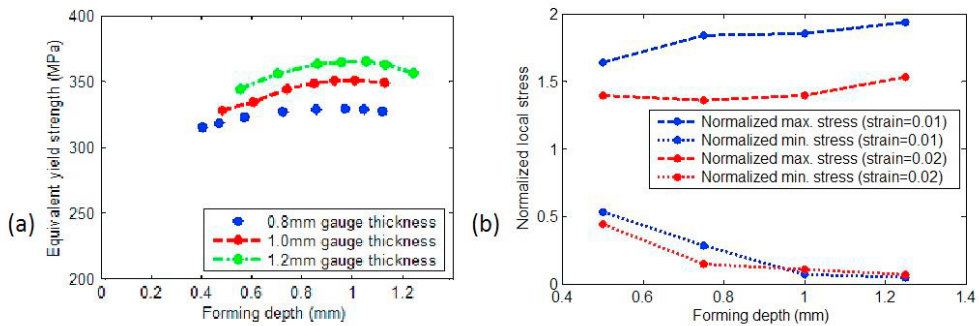 (a)
Equivalent yield strength (MPa)
400
350
300
250
200
0
0.2
0.4
0.6
0.8
1
1.2
Forming depth (mm)
0.8mm gauge thickness
1.0mm gauge thickness
1.2mm gauge thickness
(b)
Normalized local stress
2
1.5
1
0.5
0
0.4
0.6
0.8
1
1.2
1.4
Forming depth (mm)
Normalized max. stress (strain=0.01)
Normalized min. stress (strain=0.01)
Normalized max. stress (strain=0.02)
Normalized min. stress (strain=0.02)